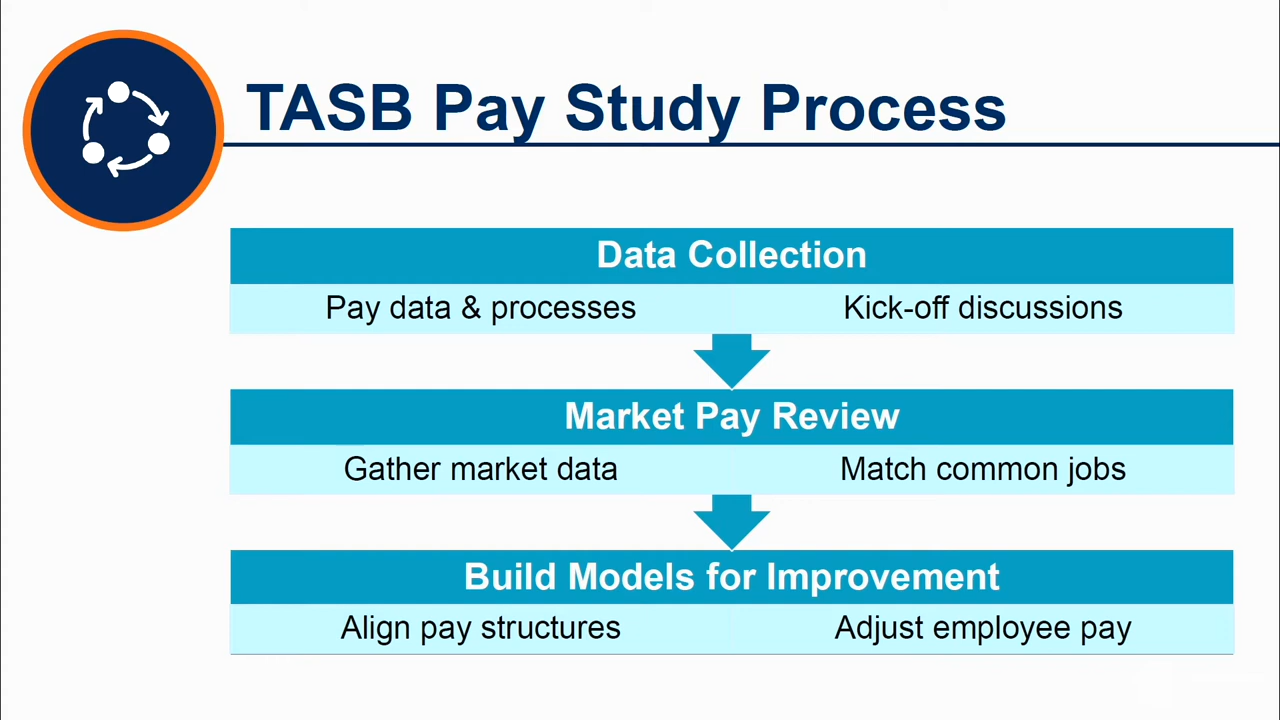 TASB Pay Study Process
Data Collection
Pay data & processes
Kick-off discussions
Market Pay Review
Gather market data
Match common jobs
Build Models for Improvement
Align pay structures
Adjust employee pay